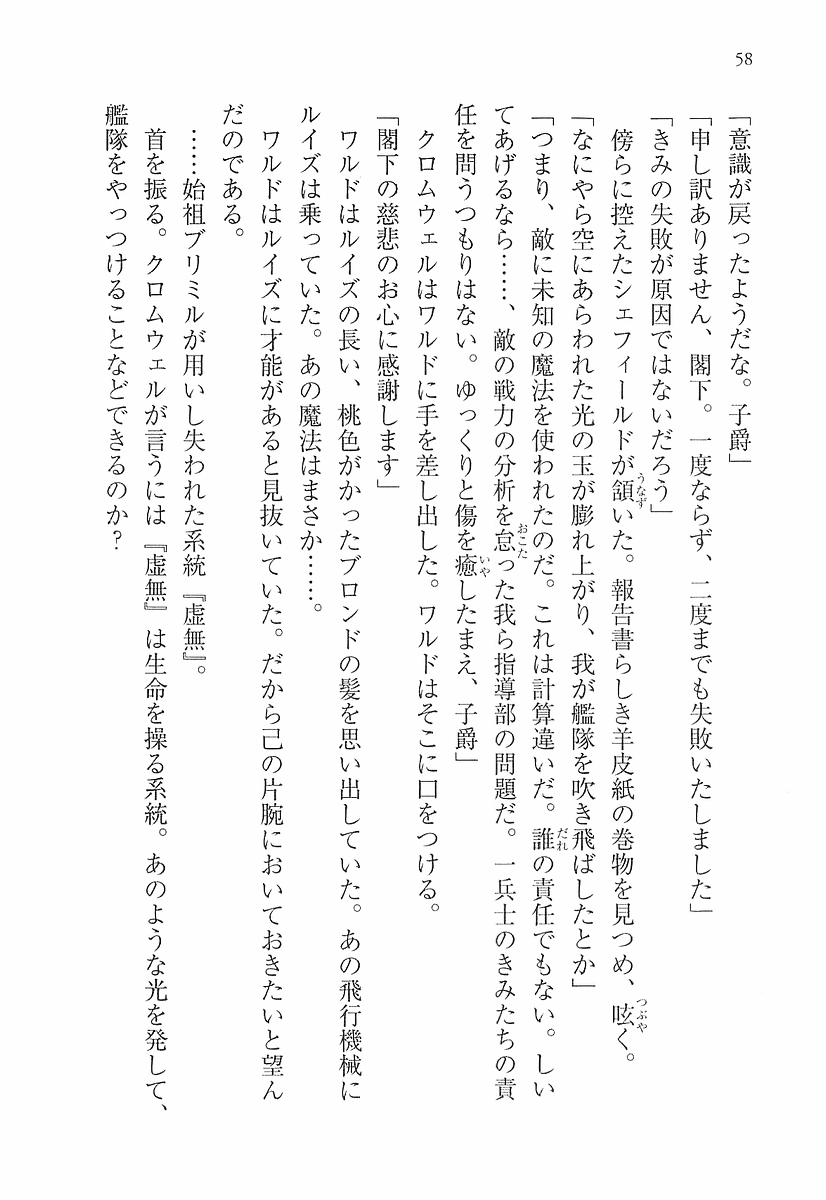 58
「意識が戻ったようだな。子爵」
「申し訳ありません、閣下。一度ならず、二度までも失敗いたしました」
「きみの失敗が原因ではないだろう」
傍らに控えたシェフィールドが頷いた。報告書らしき羊皮紙の巻物を見つめ、呟く。
「なにやら空にあらわれた光の玉が膨れ上がり、我が艦隊を吹き飛ばしたとか」
「つまり、敵に未知の魔法を使われたのだ。これは計算違いだ。誰の責任でもない。しい
てあげるなら……、敵の戦力の分析を怠った我ら指導部の問題だ。一兵士のきみたちの責
任を問うつもりはない。ゆっくりと傷を癒したまえ、子爵」
クロムウェルはワルドに手を差し出した。ワルドはそこに口をつける。
「閣下の慈悲のお心に感謝します」
ワルドはルイズの長い、桃色がかったブロンドの髪を思い出していた。あの飛行機械に
ルイズは乗っていた。あの魔法はまさか……。
ワルドはルイズに才能があると見抜いていた。だから己の片腕においておきたいと望ん
だのである。
……始祖ブリミルが用いし失われた系統『虚無』。
首を振る。クロムウェルが言うには『虚無』は生命を操る系統。あのような光を発して、
艦隊をやっつけることなどできるのか？